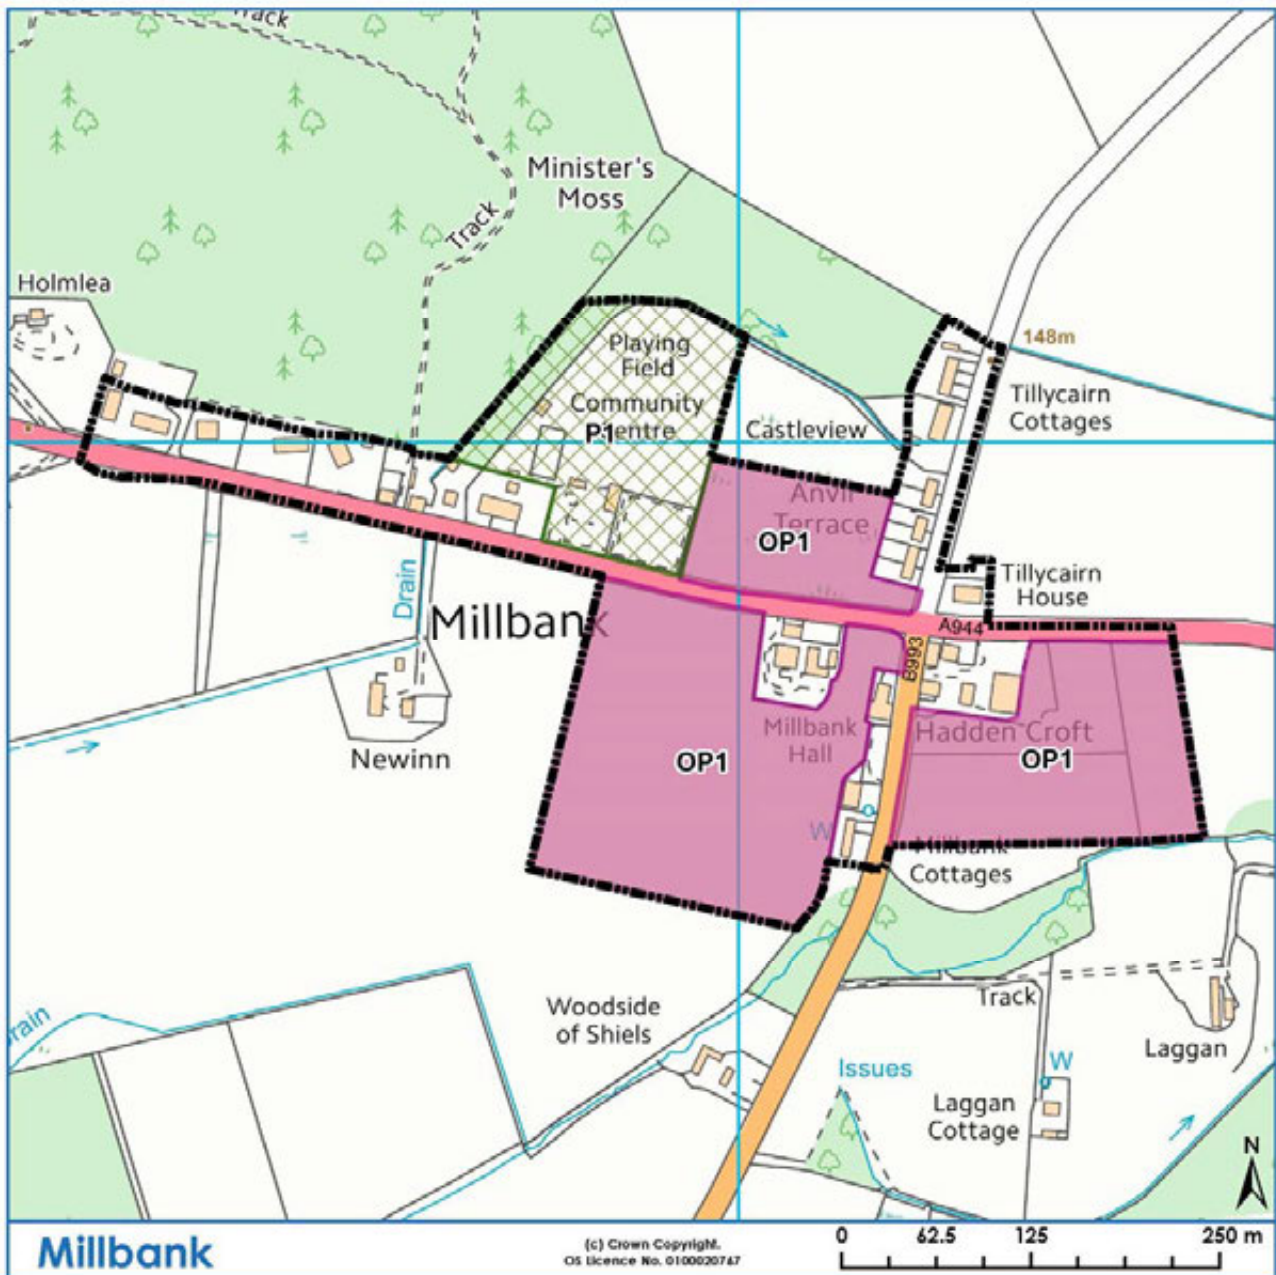 Track
Minister's
Moss
Track
Holmlea
Playing
Field
148m
Tillycairn
Cottages
Community
Centre
P1
Castleview
Anvil
Terrace
OP1
Drain
Tillycairn
House
Millbank
A944
B993
Millbank
Hall
Hadden Croft
OP1
OP1
Newinn
W
Millbank
Cottages
Woodside
of Shiels
Track
Drain
Laggan
Issues
W
Laggan
Cottage
N
Millbank
(c) Crown Copyright.
OS Licence No. 0100020767
0 62.5 125 250 m